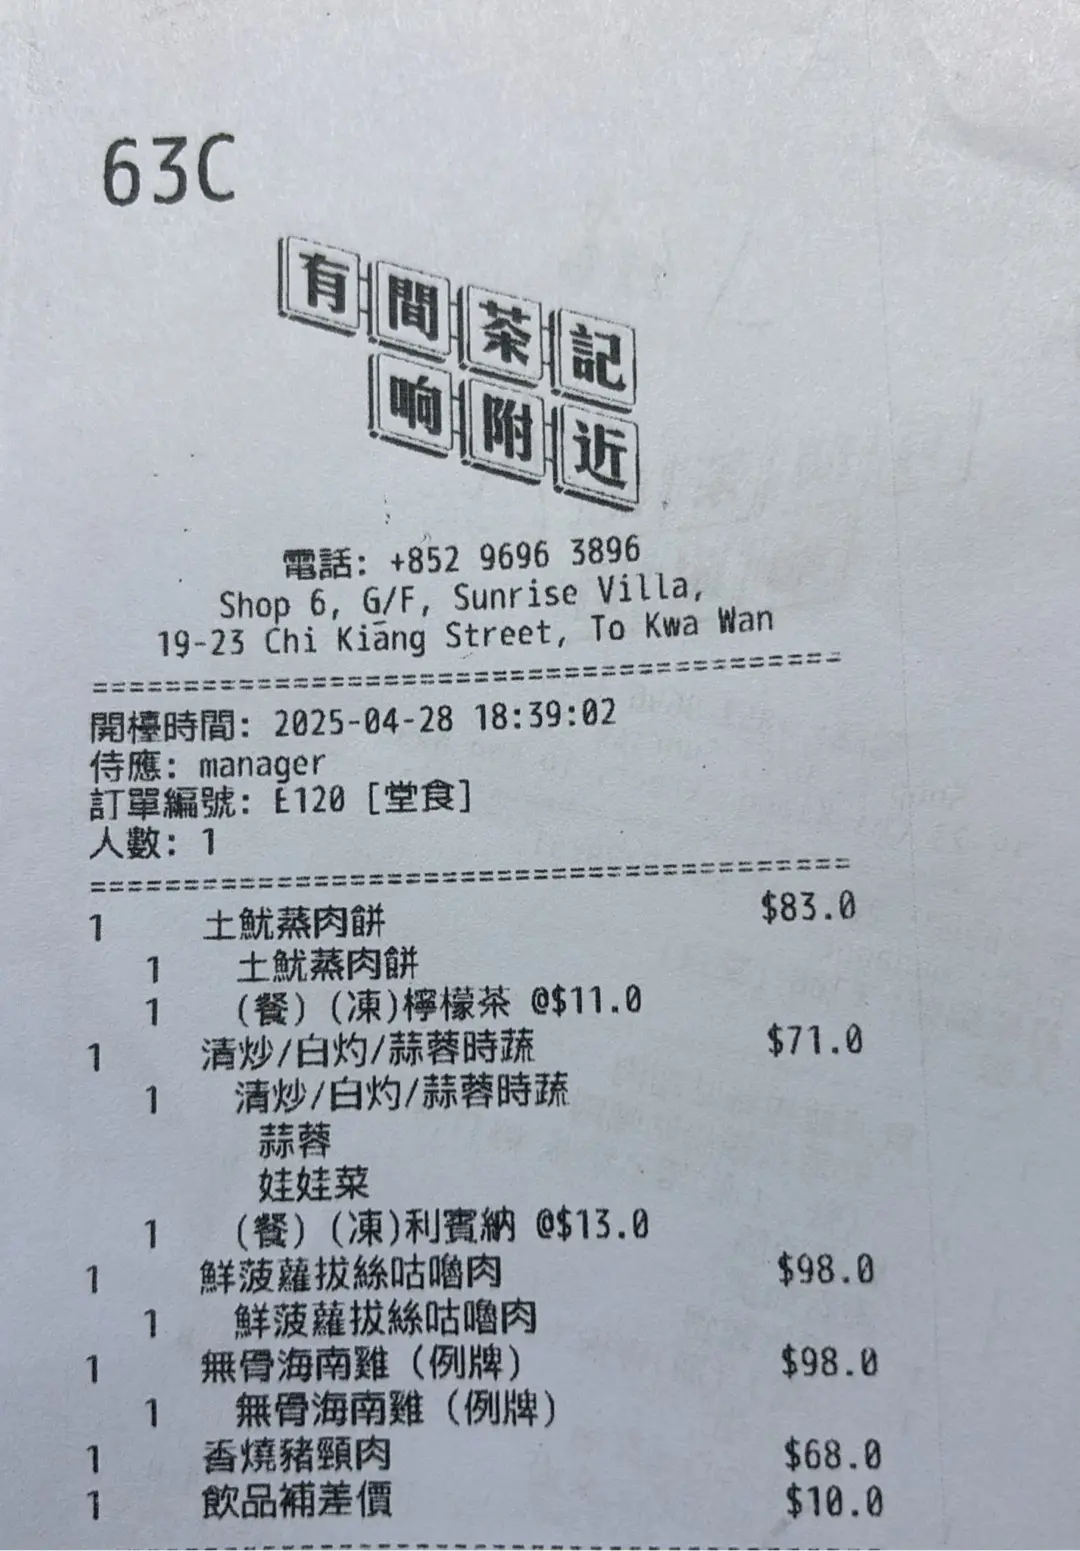 63C
有間茶記
响附近
電話: +852 9696 3896
Shop 6, G/F, Sunrise Villa,
19-23 Chi Kiang Street, To Kwa Wan
========================================
開檯時間: 2025-04-28 18:39:02
侍應: manager
訂單編號: E120 [堂食]
人數: 1
========================================
1 土魷蒸肉餅 $83.0
1 土魷蒸肉餅
1 (餐) (凍)檸檬茶 @$11.0
1 清炒/白灼/蒜蓉時蔬 $71.0
1 清炒/白灼/蒜蓉時蔬
蒜蓉
娃娃菜
1 (餐) (凍)利賓納 @$13.0
1 鮮菠蘿拔絲咕嚕肉 $98.0
1 鮮菠蘿拔絲咕嚕肉
1 無骨海南雞 (例牌) $98.0
1 無骨海南雞 (例牌)
1 香燒豬頸肉 $68.0
1 飲品補差價 $10.0